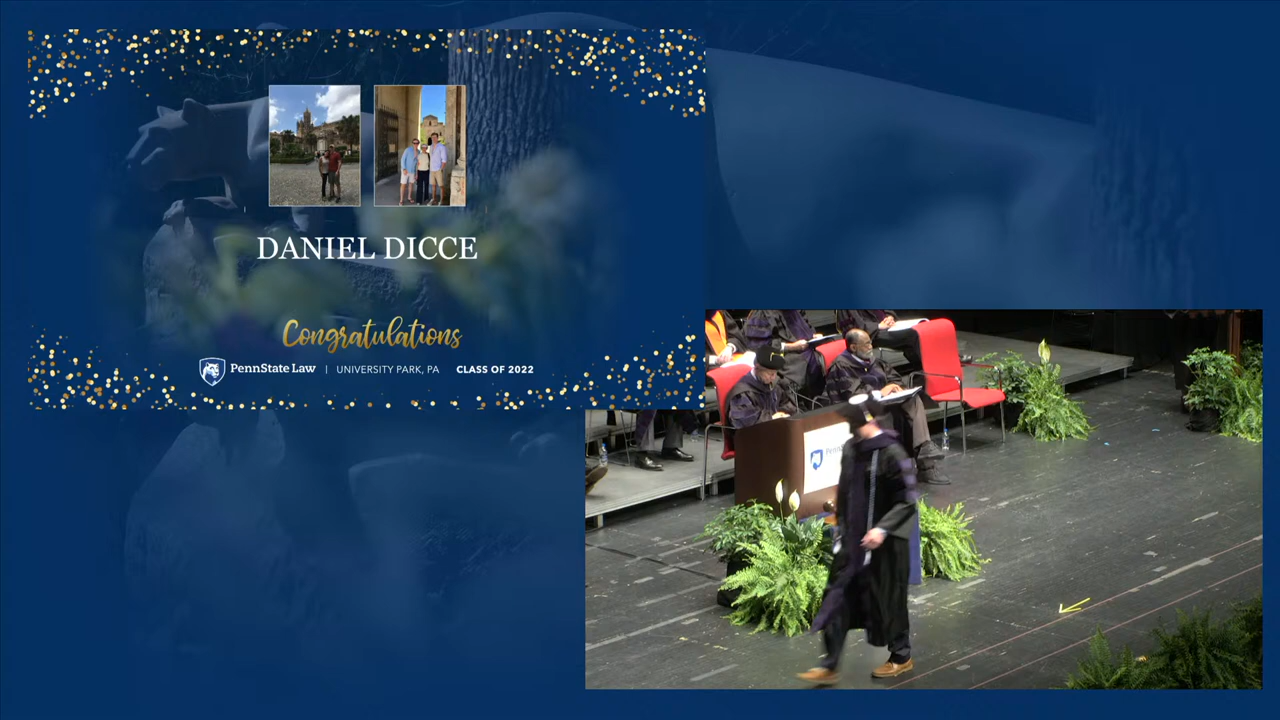 DANIEL DICCE
Congratulations
PennState Law | UNIVERSITY PARK, PA CLASS OF 2022